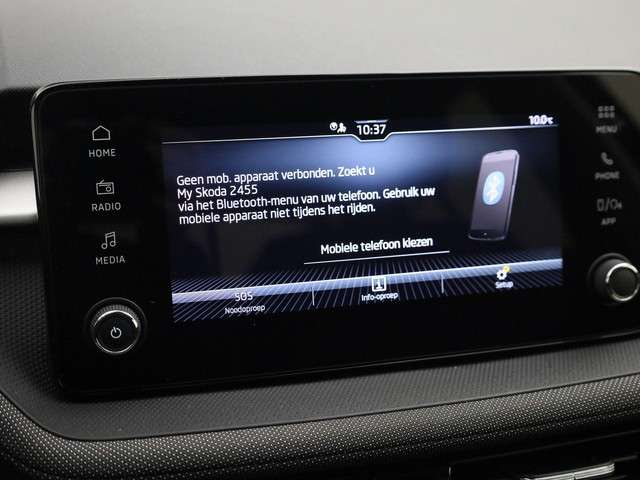 10:37
10.0°C
HOME
RADIO
MEDIA
Geen mob. apparaat verbonden. Zoekt u
My Skoda 2455
via het Bluetooth-menu van uw telefoon. Gebruik uw
mobiele apparaat niet tijdens het rijden.
Mobiele telefoon kiezen
SOS
Noodoproep
i
Info-oproep
Setup
MENU
PHONE
APP